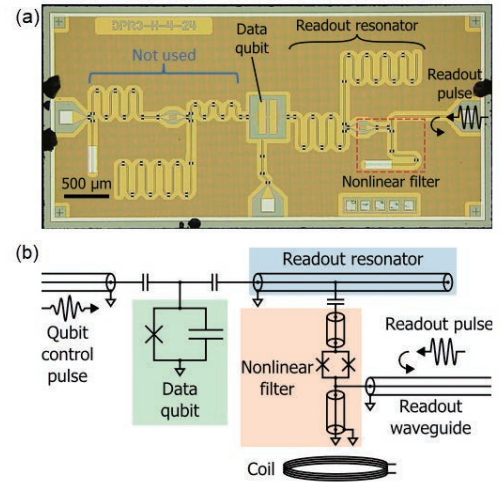 (a)
DPR3-H-4-24
Not used
Data
qubit
Readout resonator
Readout
pulse
500 µm
Nonlinear filter
(b)
Readout resonator
Qubit
control
pulse
Data
qubit
Nonlinear
filter
Readout pulse
Readout
waveguide
Coil